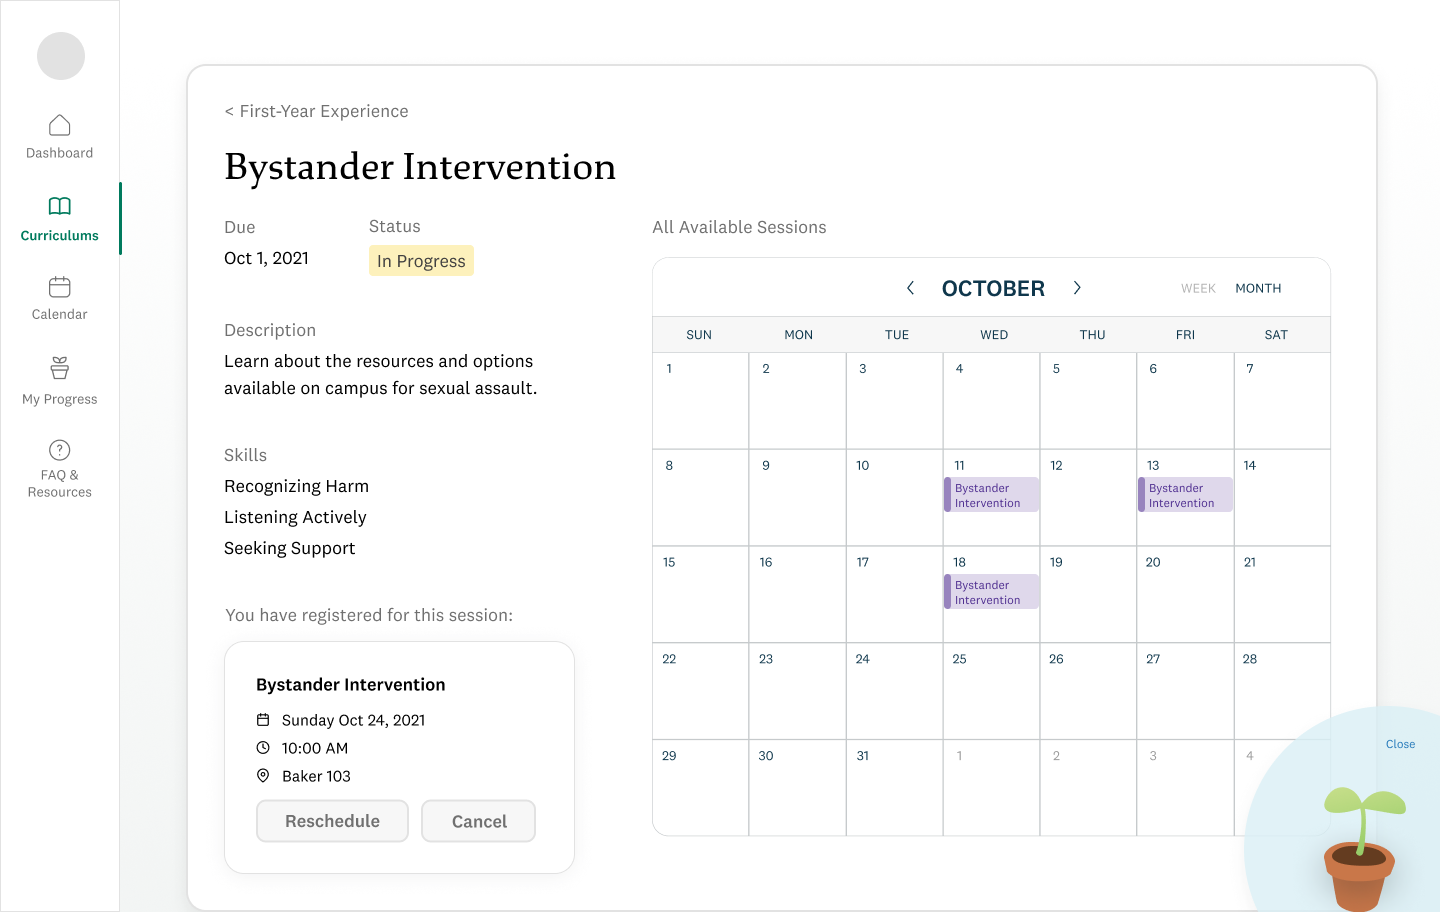 Dashboard
Curriculums
Calendar
My Progress
FAQ &
Resources
< First-Year Experience
Bystander Intervention
Due
Status
Oct 1, 2021
In Progress
Description
Learn about the resources and options
available on campus for sexual assault.
Skills
Recognizing Harm
Listening Actively
Seeking Support
You have registered for this session:
Bystander Intervention
Sunday Oct 24, 2021
10:00 AM
Baker 103
Reschedule Cancel
All Available Sessions
< OCTOBER >
WEEK MONTH
SUN MON TUE WED THU FRI SAT
1 2 3 4 5 6 7
8 9 10 11 12 13 14
Bystander Bystander
Intervention Intervention
15 16 17 18 19 20 21
Bystander
Intervention
22 23 24 25 26 27 28
29 30 31 1 2 3 4
Close